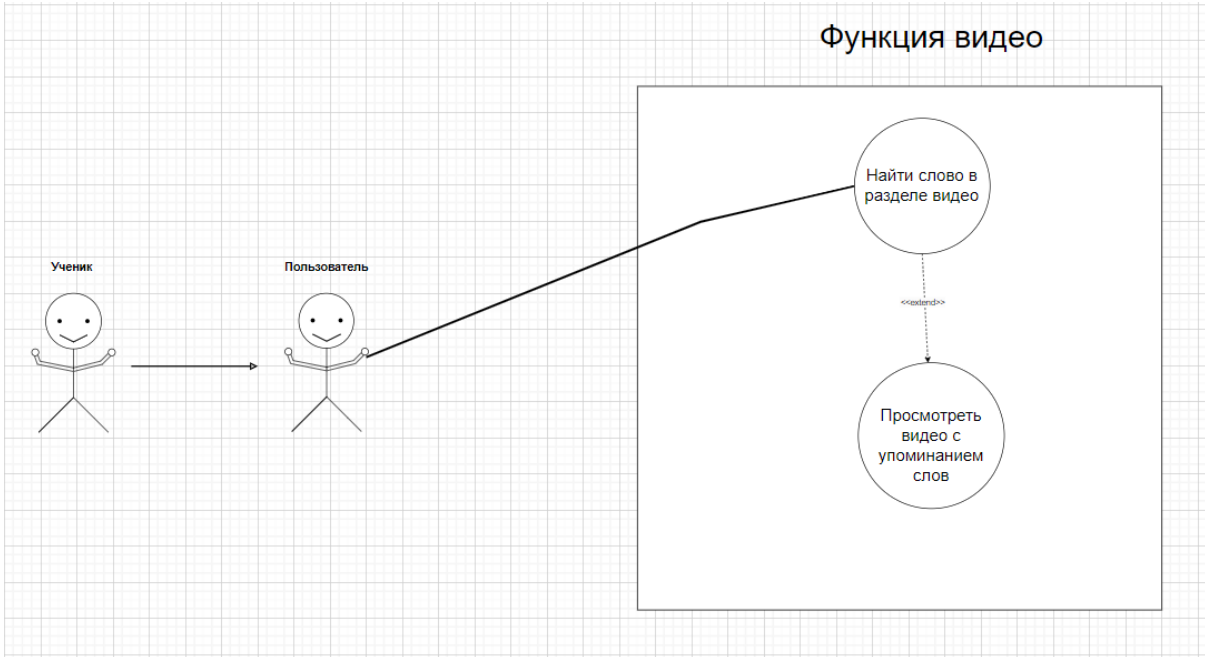 Функция видео
Найти слово в
разделе видео
Ученик
Пользователь
<<extend>>
Просмотреть
видео с
упоминанием
слов